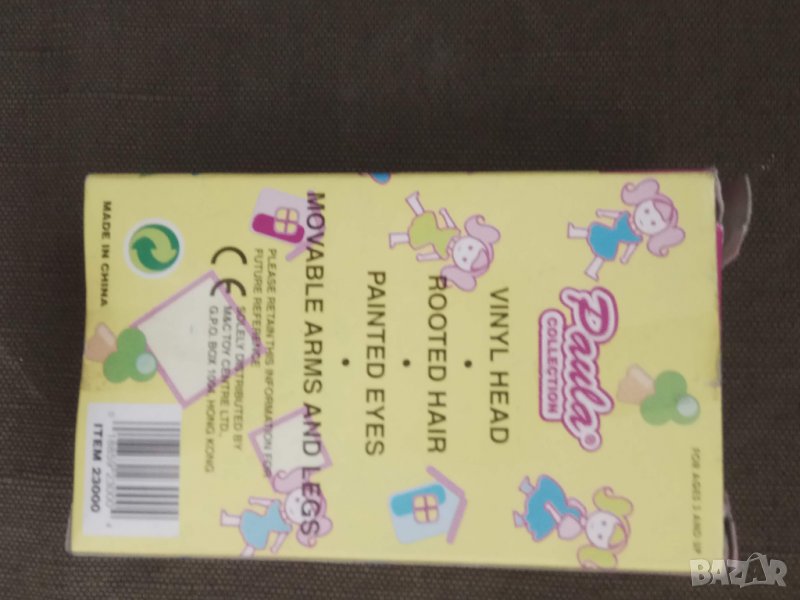 FOR AGES 3 AND UP
Paula®
COLLECTION
VINYL HEAD
•
ROOTED HAIR
•
PAINTED EYES
•
MOVABLE ARMS AND LEGS
PLEASE RETAIN THIS INFORMATION FOR
FUTURE REFERENCE
CE
SOLELY DISTRIBUTED BY
M&C TOY CENTRE LTD.,
G.P.O. BOX HONG KONG
MADE IN CHINA
ITEM 23000
BAZAR